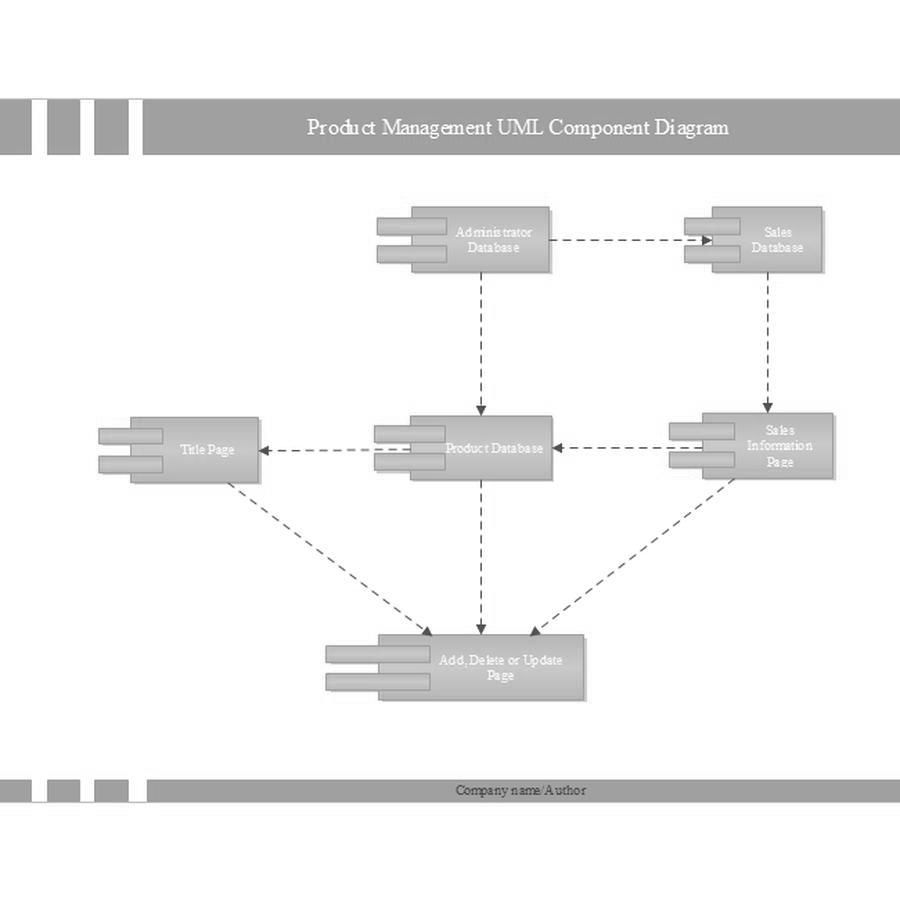 Product Management UML Component Diagram
Administrator
Database
Sales
Database
Title Page
Product Database
Sales
Information
Page
Add, Delete or Update
Page
Company name/Author